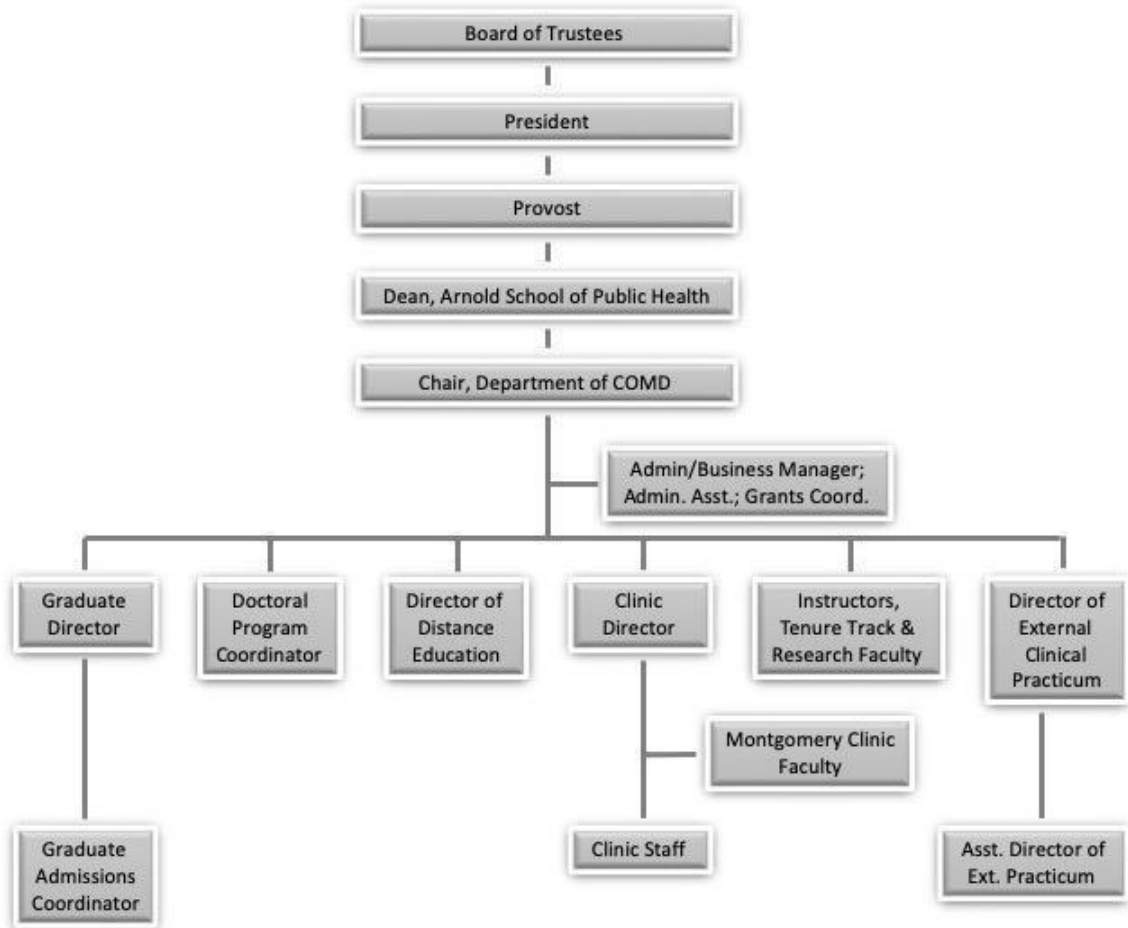 Board of Trustees
President
Provost
Dean, Arnold School of Public Health
Chair, Department of COMD
Admin/Business Manager;
Admin. Asst.; Grants Coord.
Graduate
Director
Doctoral
Program
Coordinator
Director of
Distance
Education
Clinic
Director
Instructors,
Tenure Track &
Research Faculty
Director of
External
Clinical
Practicum
Montgomery Clinic
Faculty
Graduate
Admissions
Coordinator
Clinic Staff
Asst. Director of
Ext. Practicum